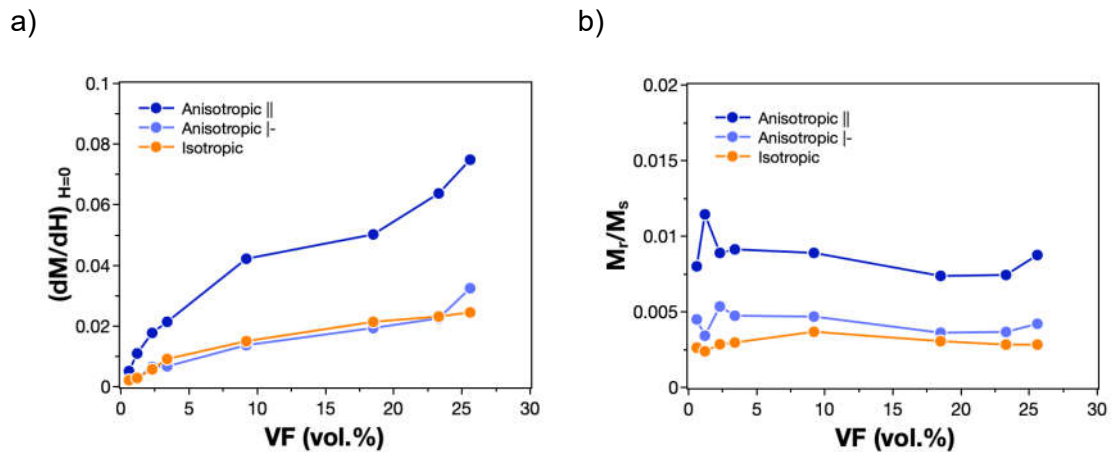 a)
b)
0.1
0.08
0.06
0.04
0.02
0
0
5
10
15
20
25
30
(dM/dH) H=0
VF (vol.%)
Anisotropic ||
Anisotropic |-
Isotropic
0.02
0.015
0.01
0.005
0
0
5
10
15
20
25
30
Mr/Ms
VF (vol.%)
Anisotropic ||
Anisotropic |-
Isotropic